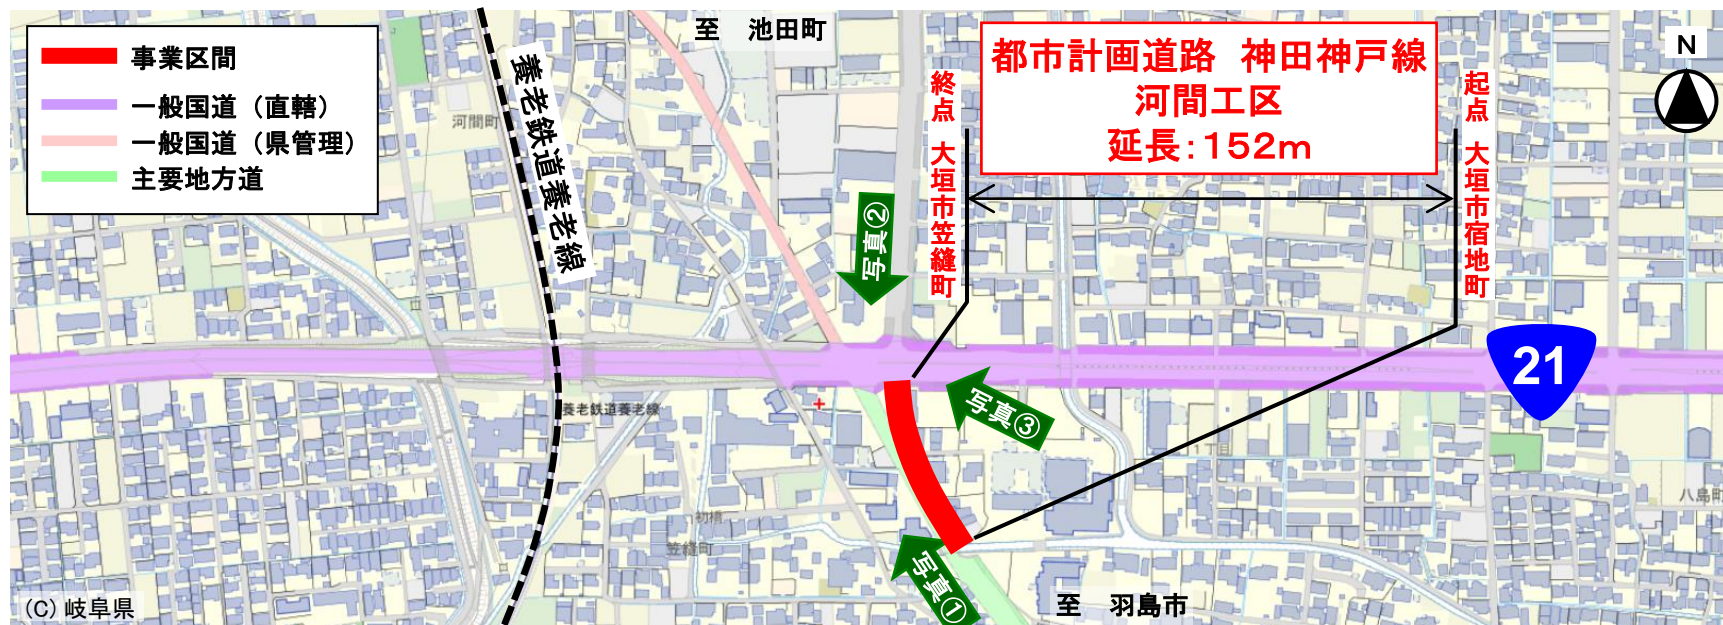 至 池田町
事業区間
一般国道（直轄）
一般国道（県管理）
主要地方道
養老鉄道養老線
河間町
都市計画道路 神田神戸線
河間工区
延長：152m
終点 大垣市笠縫町
起点 大垣市宿地町
N
写真②
21
写真③
養老鉄道養老線
1丁目
八島町
初橋
笠縫町
写真①
至 羽島市
(C) 岐阜県